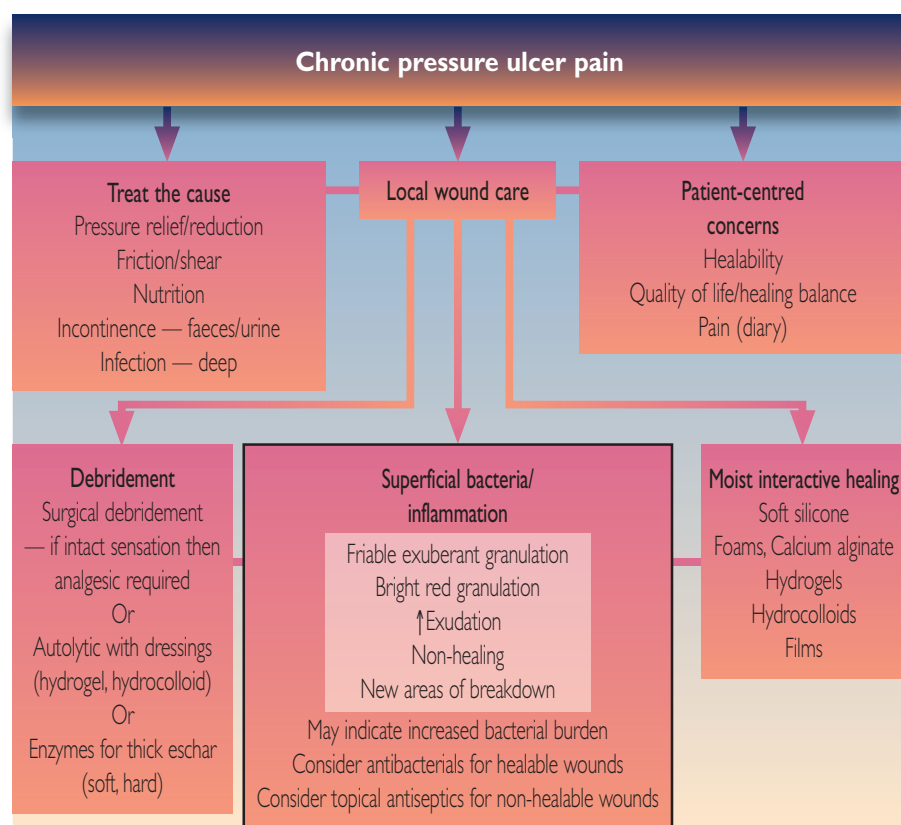 Chronic pressure ulcer pain
Treat the cause
Pressure relief/reduction
Friction/shear
Nutrition
Incontinence — faeces/urine
Infection — deep
Local wound care
Patient-centred
concerns
Healability
Quality of life/healing balance
Pain (diary)
Debridement
Surgical debridement
— if intact sensation then
analgesic required
Or
Autolytic with dressings
(hydrogel, hydrocolloid)
Or
Enzymes for thick eschar
(soft, hard)
Superficial bacteria/
inflammation
Friable exuberant granulation
Bright red granulation
↑Exudation
Non-healing
New areas of breakdown
May indicate increased bacterial burden
Consider antibacterials for healable wounds
Consider topical antiseptics for non-healable wounds
Moist interactive healing
Soft silicone
Foams, Calcium alginate
Hydrogels
Hydrocolloids
Films